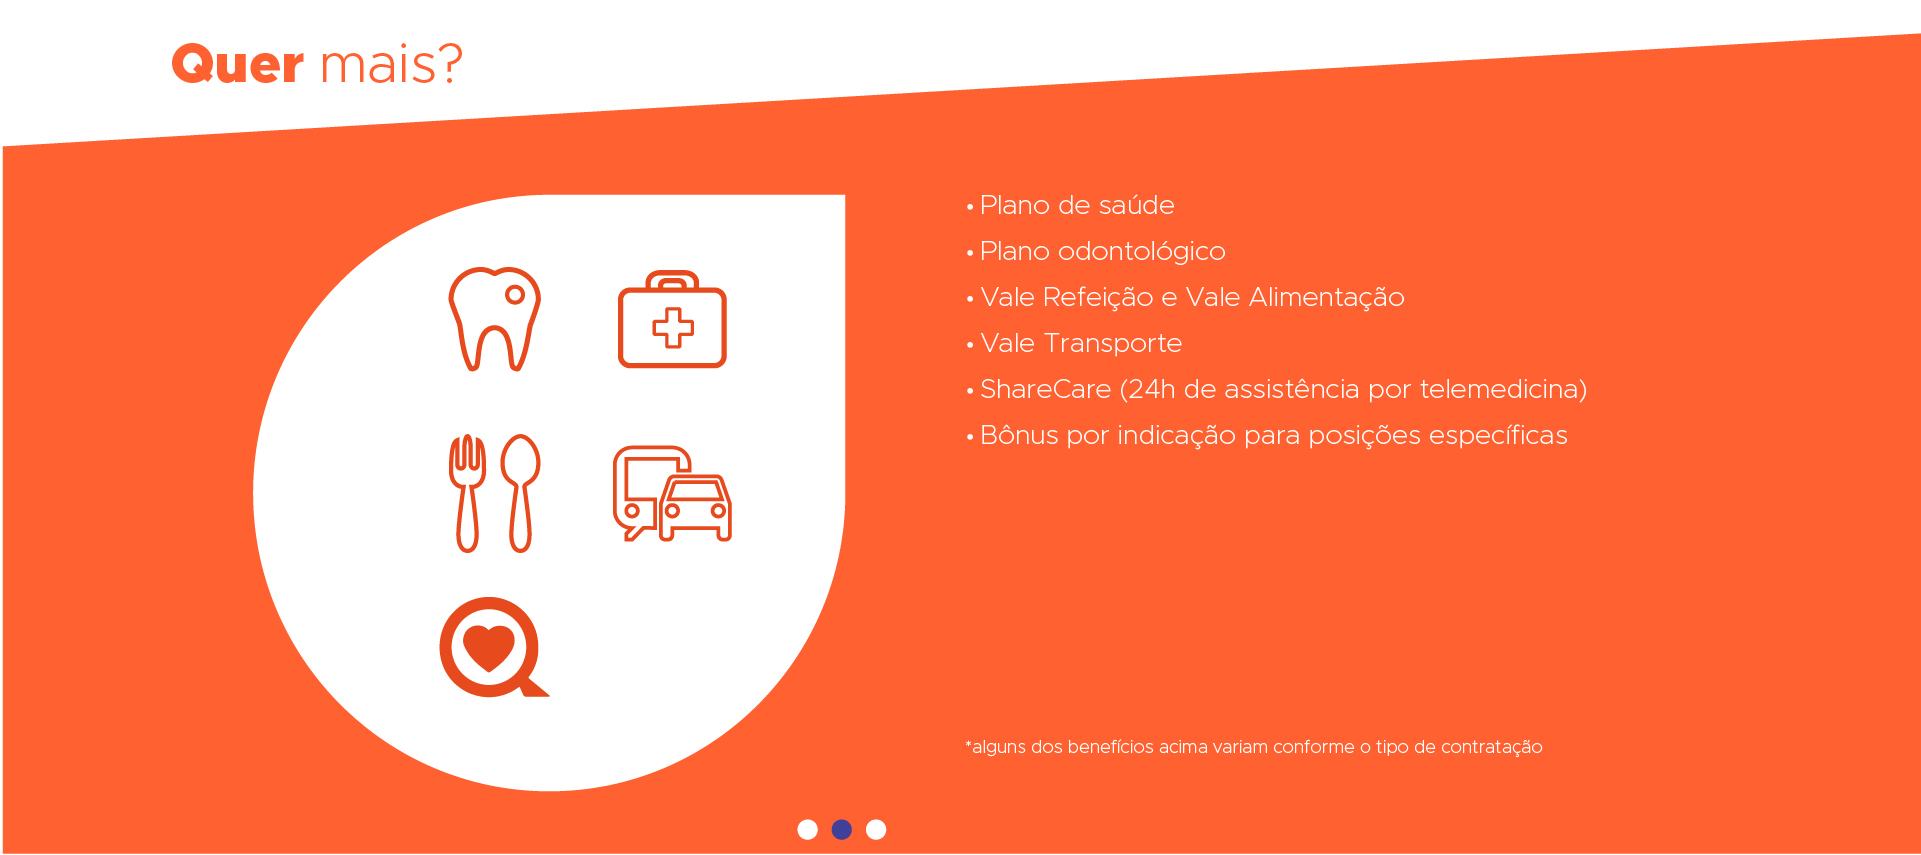 Quer mais?
• Plano de saúde
• Plano odontológico
• Vale Refeição e Vale Alimentação
• Vale Transporte
• ShareCare (24h de assistência por telemedicina)
• Bônus por indicação para posições específicas
*alguns dos benefícios acima variam conforme o tipo de contratação